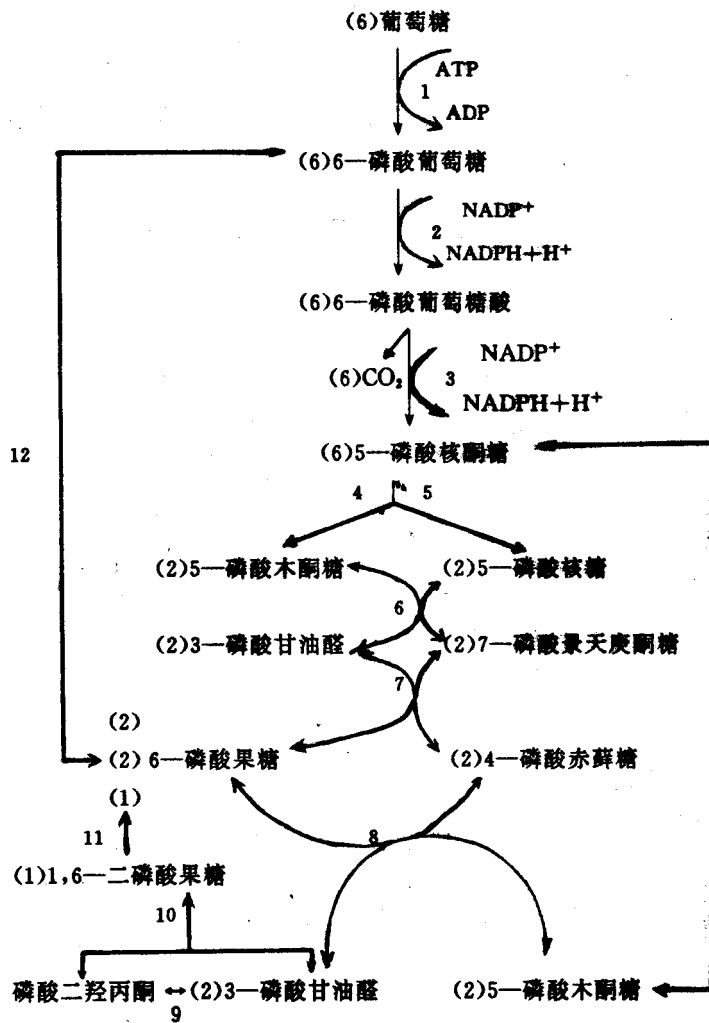 (6)葡萄糖
ATP
1
ADP
(6)6—磷酸葡萄糖
NADP⁺
2
NADPH+H⁺
(6)6—磷酸葡萄糖酸
NADP⁺
(6)CO₂
3
NADPH+H⁺
12
(6)5—磷酸核酮糖
4
5
(2)5—磷酸木酮糖
(2)5—磷酸核糖
6
(2)3—磷酸甘油醛
(2)7—磷酸景天庚酮糖
7
(2)
(2)6—磷酸果糖
(2)4—磷酸赤藓糖
(1)
8
11
(1)1,6—二磷酸果糖
10
磷酸二羟丙酮
(2)3—磷酸甘油醛
(2)5—磷酸木酮糖
9